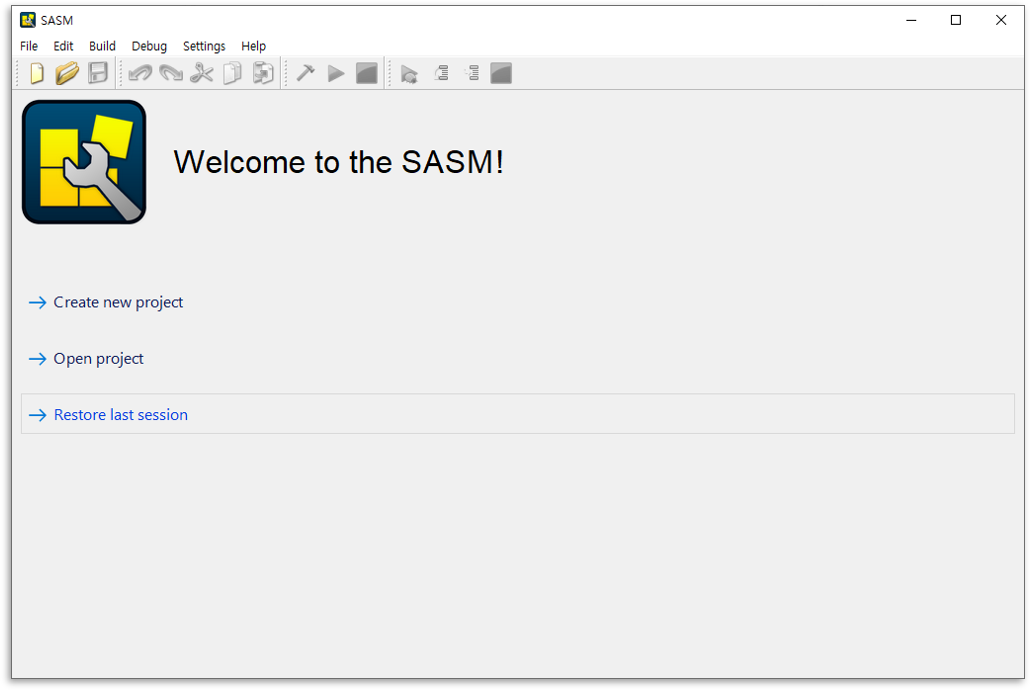 SASM
File Edit Build Debug Settings Help
Welcome to the SASM!
Create new project
Open project
Restore last session